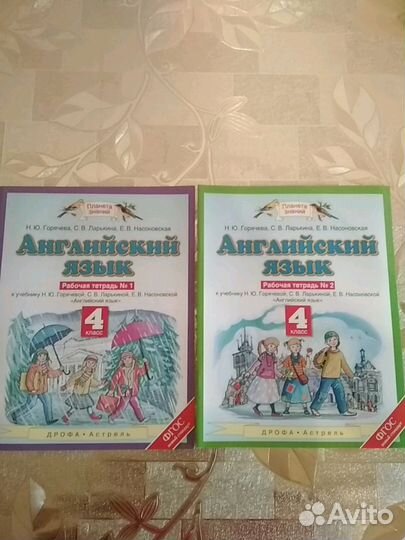 Планета
знаний
Н. Ю. Горячева, С. В. Ларькина, Е. В. Насоновская
Английский
язык
Рабочая тетрадь № 1
к учебнику Н. Ю. Горячевой, С. В. Ларькиной, Е. В. Насоновской
«Английский язык»
4
класс
ДРОФА • Астрель
ФГОС
Планета
знаний
Н. Ю. Горячева, С. В. Ларькина, Е. В. Насоновская
Английский
язык
Рабочая тетрадь № 2
к учебнику Н. Ю. Горячевой, С. В. Ларькиной, Е. В. Насоновской
«Английский язык»
4
класс
ДРОФА • Астрель
ФГОС
Avito